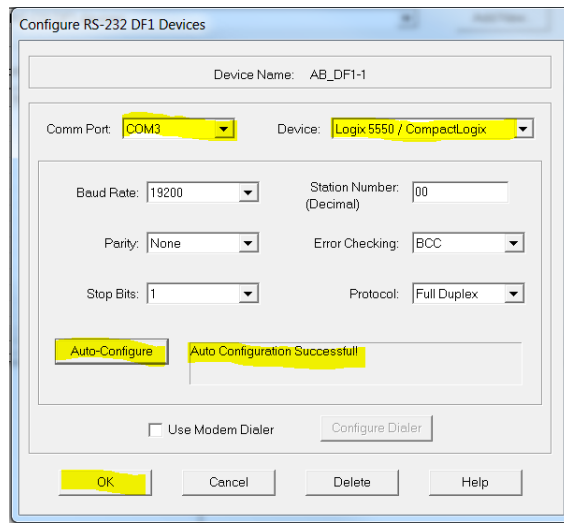 Configure RS-232 DF1 Devices
Device Name: AB_DF1-1
Comm Port: COM3 Device: Logix 5550 / CompactLogix
Baud Rate: 19200 Station Number: 00
(Decimal)
Parity: None Error Checking: BCC
Stop Bits: 1 Protocol: Full Duplex
Auto-Configure Auto Configuration Successful!
Use Modem Dialer Configure Dialer
OK Cancel Delete Help